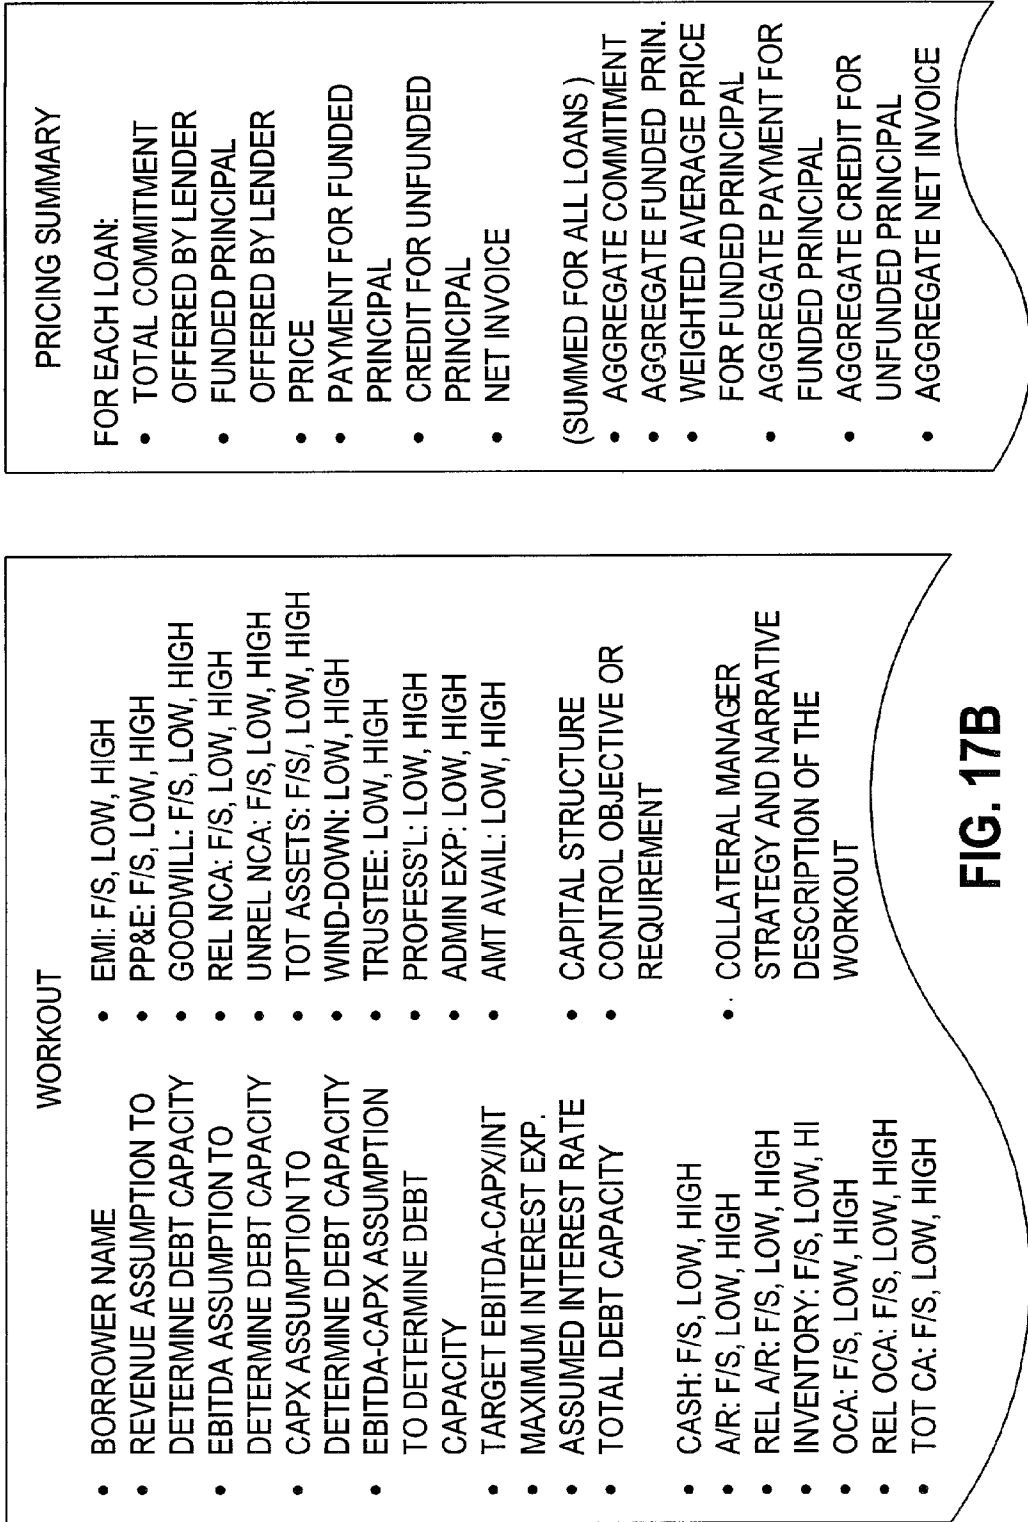 WORKOUT
• BORROWER NAME
• REVENUE ASSUMPTION TO
DETERMINE DEBT CAPACITY
• EBITDA ASSUMPTION TO
DETERMINE DEBT CAPACITY
• CAPX ASSUMPTION TO
DETERMINE DEBT CAPACITY
• EBITDA-CAPX ASSUMPTION
TO DETERMINE DEBT
CAPACITY
• TARGET EBITDA-CAPX/INT
• MAXIMUM INTEREST EXP.
• ASSUMED INTEREST RATE
• TOTAL DEBT CAPACITY
• CASH: F/S, LOW, HIGH
• A/R: F/S, LOW, HIGH
• REL A/R: F/S, LOW, HIGH
• INVENTORY: F/S, LOW, HI
• OCA: F/S, LOW, HIGH
• REL OCA: F/S, LOW, HIGH
• TOT CA: F/S, LOW, HIGH
• EMI: F/S, LOW, HIGH
• PP&E: F/S, LOW, HIGH
• GOODWILL: F/S, LOW, HIGH
• REL NCA: F/S, LOW, HIGH
• UNREL NCA: F/S, LOW, HIGH
• TOT ASSETS: F/S/, LOW, HIGH
• WIND-DOWN: LOW, HIGH
• TRUSTEE: LOW, HIGH
• PROFESS'L: LOW, HIGH
• ADMIN EXP: LOW, HIGH
• AMT AVAIL: LOW, HIGH
• CAPITAL STRUCTURE
• CONTROL OBJECTIVE OR
REQUIREMENT
• COLLATERAL MANAGER
STRATEGY AND NARRATIVE
DESCRIPTION OF THE
WORKOUT
PRICING SUMMARY
FOR EACH LOAN:
• TOTAL COMMITMENT
OFFERED BY LENDER
• FUNDED PRINCIPAL
OFFERED BY LENDER
• PRICE
• PAYMENT FOR FUNDED
PRINCIPAL
• CREDIT FOR UNFUNDED
PRINCIPAL
• NET INVOICE
(SUMMED FOR ALL LOANS )
• AGGREGATE COMMITMENT
• AGGREGATE FUNDED PRIN.
• WEIGHTED AVERAGE PRICE
FOR FUNDED PRINCIPAL
• AGGREGATE PAYMENT FOR
FUNDED PRINCIPAL
• AGGREGATE CREDIT FOR
UNFUNDED PRINCIPAL
• AGGREGATE NET INVOICE
FIG. 17B